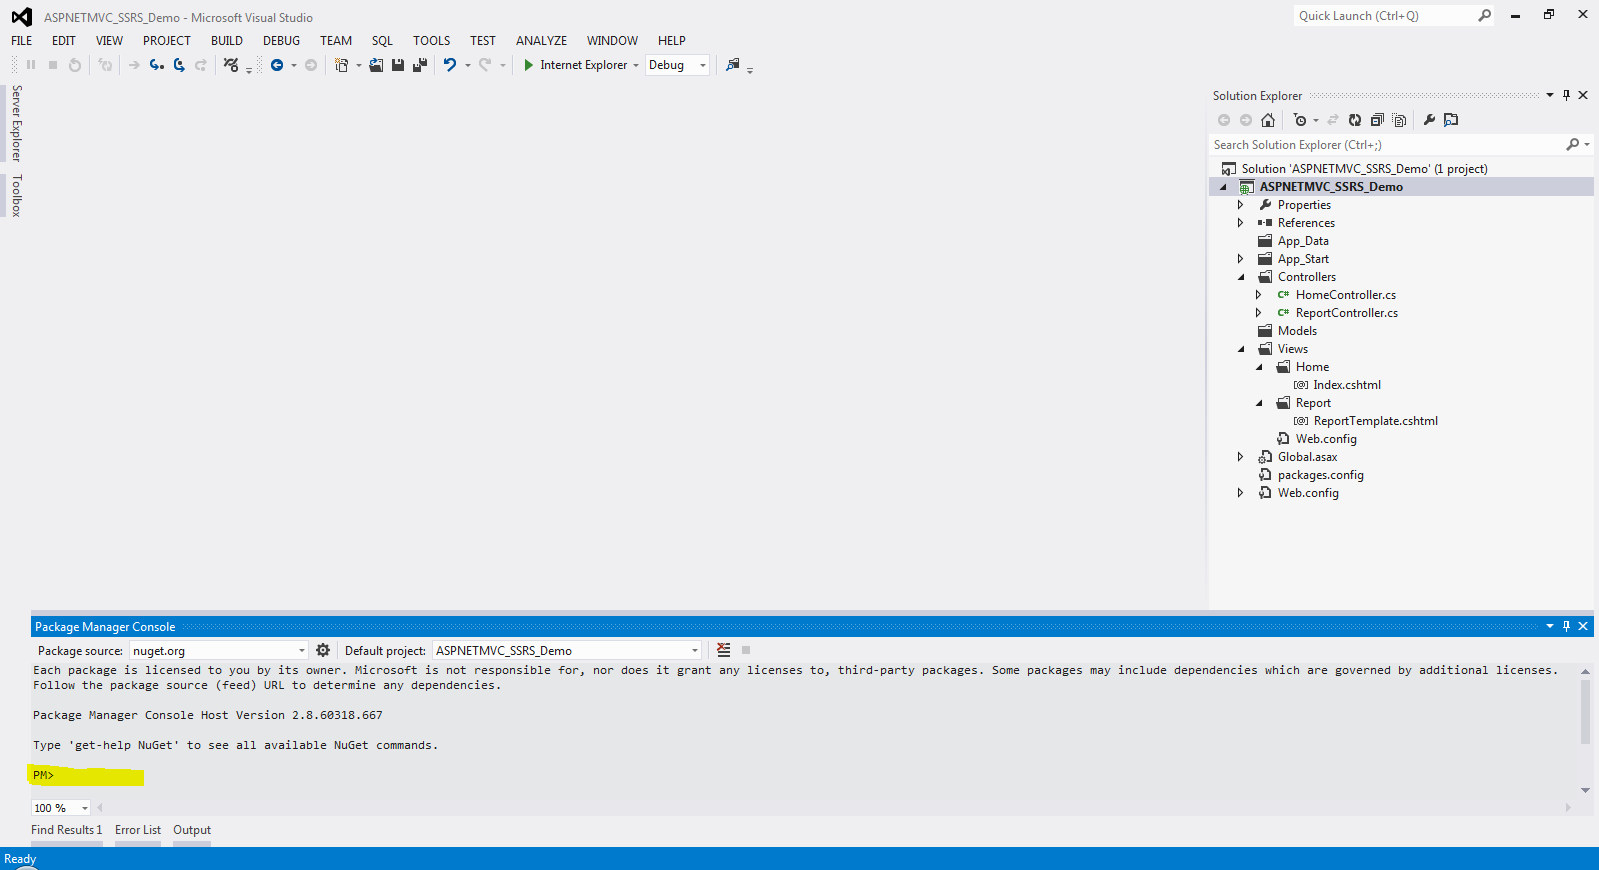 ASPNETMVC_SSRS_Demo - Microsoft Visual Studio
Quick Launch (Ctrl+Q)
FILE EDIT VIEW PROJECT BUILD DEBUG TEAM SQL TOOLS TEST ANALYZE WINDOW HELP
Internet Explorer Debug
Server Explorer
Toolbox
Solution Explorer
Search Solution Explorer (Ctrl+;)
Solution 'ASPNETMVC_SSRS_Demo' (1 project)
ASPNETMVC_SSRS_Demo
Properties
References
App_Data
App_Start
Controllers
C# HomeController.cs
C# ReportController.cs
Models
Views
Home
[@] Index.cshtml
Report
[@] ReportTemplate.cshtml
Web.config
Global.asax
packages.config
Web.config
Package Manager Console
Package source: nuget.org Default project: ASPNETMVC_SSRS_Demo
Each package is licensed to you by its owner. Microsoft is not responsible for, nor does it grant any licenses to, third-party packages. Some packages may include dependencies which are governed by additional licenses.
Follow the package source (feed) URL to determine any dependencies.
Package Manager Console Host Version 2.8.60318.667
Type 'get-help NuGet' to see all available NuGet commands.
PM>
100 %
Find Results 1 Error List Output
Ready